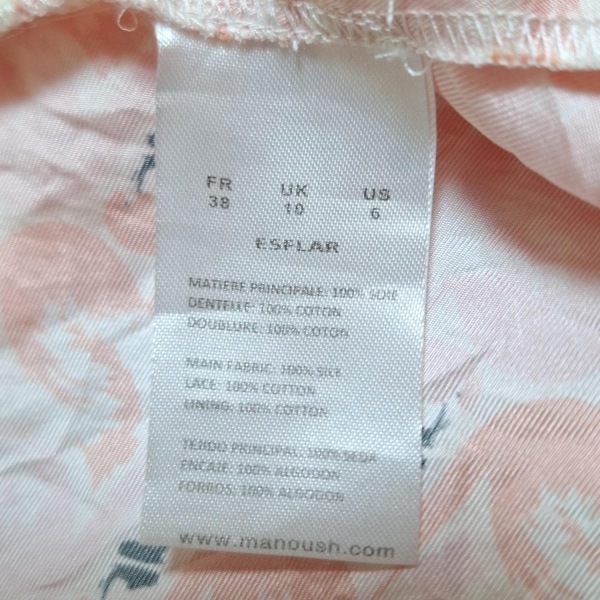 FR UK US
38 10 6
ESFLAR
MATIERE PRINCIPALE: 100% SOIE
DENTELLE: 100% COTON
DOUBLURE: 100% COTON
MAIN FABRIC: 100% SILK
LACE: 100% COTTON
LINING: 100% COTTON
TEJIDO PRINCIPAL: 100% SEDA
ENCAJE: 100% ALGODON
FORROS: 100% ALGODON
www.manoush.com